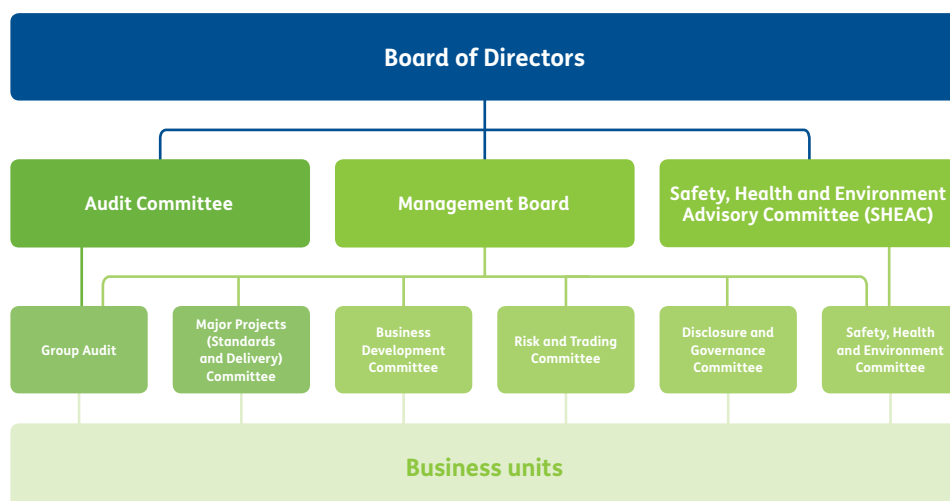 Board of Directors
Audit Committee
Management Board
Safety, Health and Environment
Advisory Committee (SHEAC)
Group Audit
Major Projects
(Standards
and Delivery)
Committee
Business
Development
Committee
Risk and Trading
Committee
Disclosure and
Governance
Committee
Safety, Health
and Environment
Committee
Business units